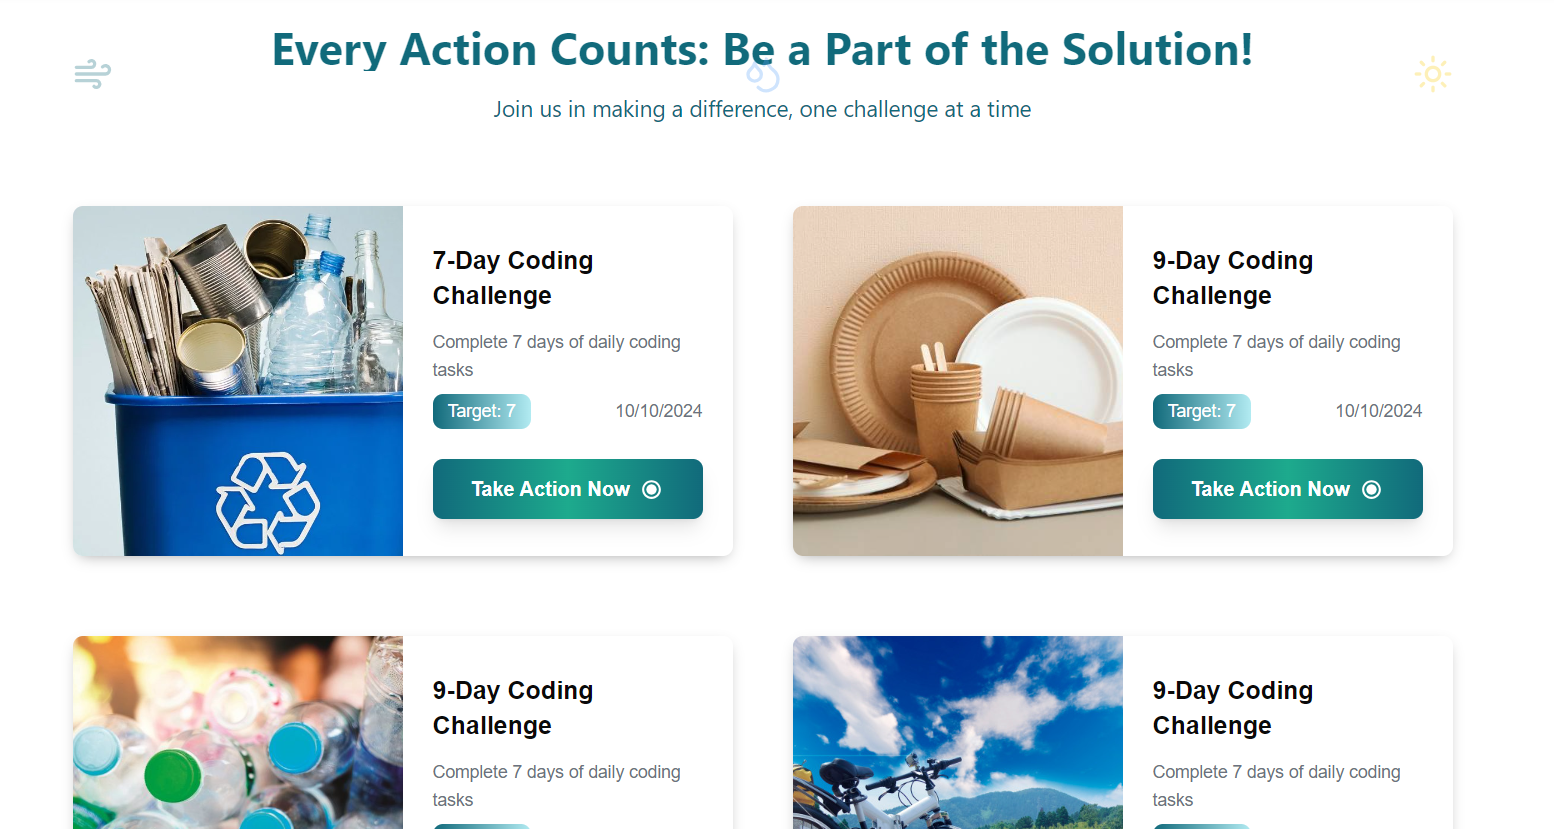 Every Action Counts: Be a Part of the Solution!
Join us in making a difference, one challenge at a time
7-Day Coding
Challenge
Complete 7 days of daily coding
tasks
Target: 7 10/10/2024
Take Action Now
9-Day Coding
Challenge
Complete 7 days of daily coding
tasks
Target: 7 10/10/2024
Take Action Now
9-Day Coding
Challenge
Complete 7 days of daily coding
tasks
9-Day Coding
Challenge
Complete 7 days of daily coding
tasks